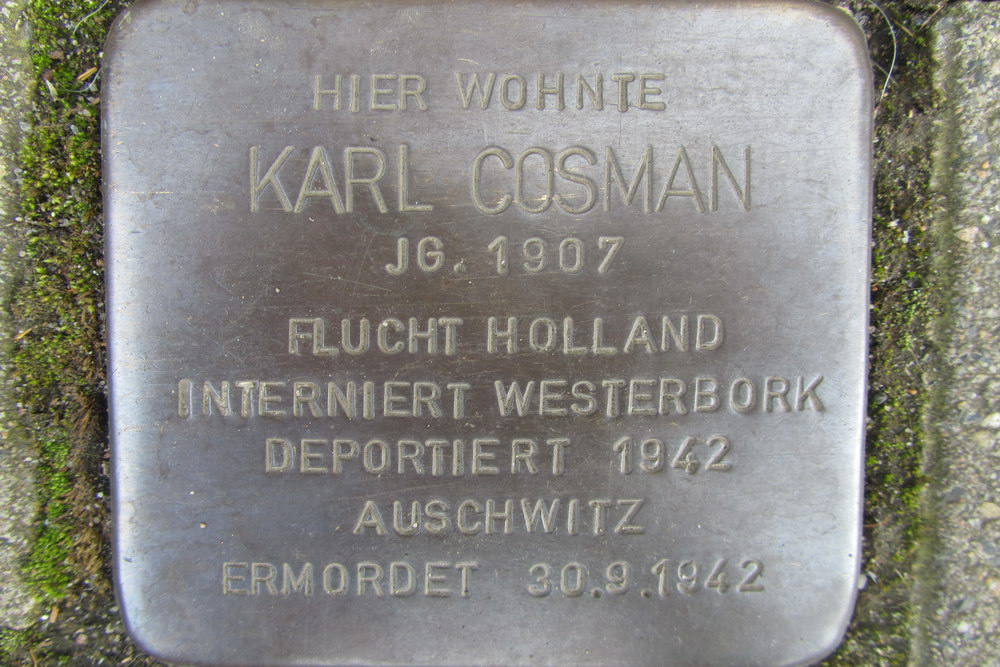 HIER WOHNTE
KARL COSMAN
JG. 1907
FLUCHT HOLLAND
INTERNIERT WESTERBORK
DEPORTIERT 1942
AUSCHWITZ
ERMORDET 30.9.1942